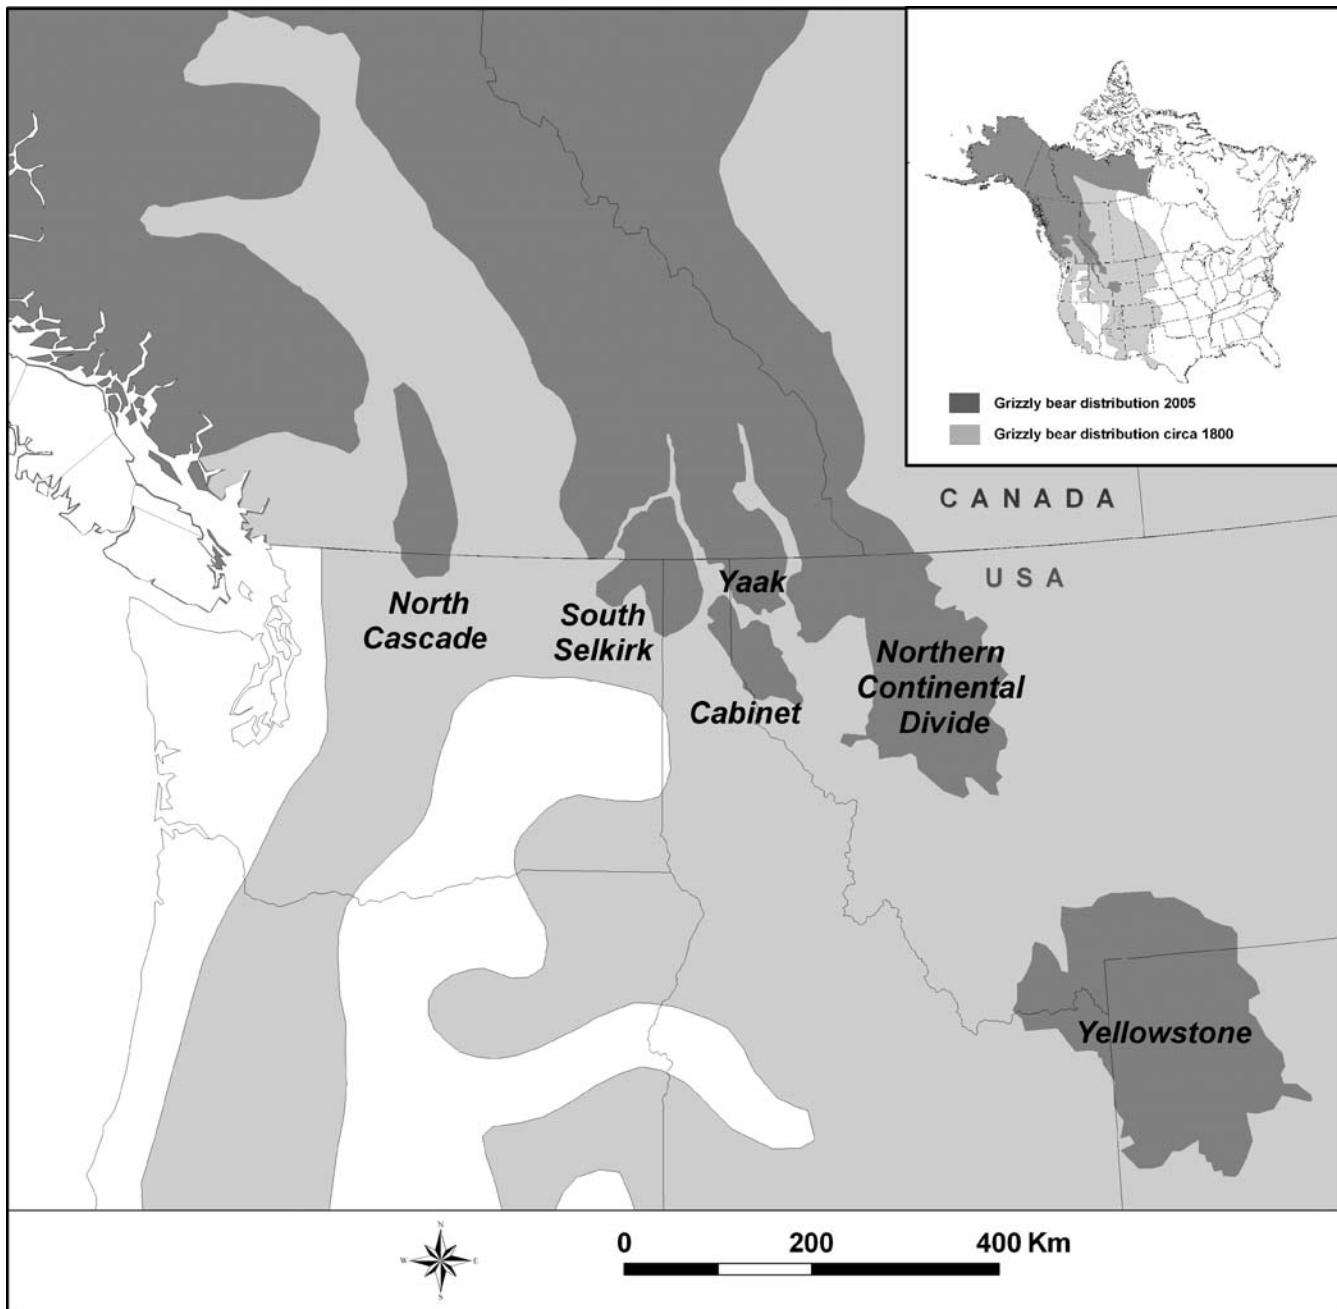 Grizzly bear distribution 2005
Grizzly bear distribution circa 1800
CANADA
USA
North
Cascade
South
Selkirk
Yaak
Cabinet
Northern
Continental
Divide
Yellowstone
N
W
E
S
0
200
400 Km